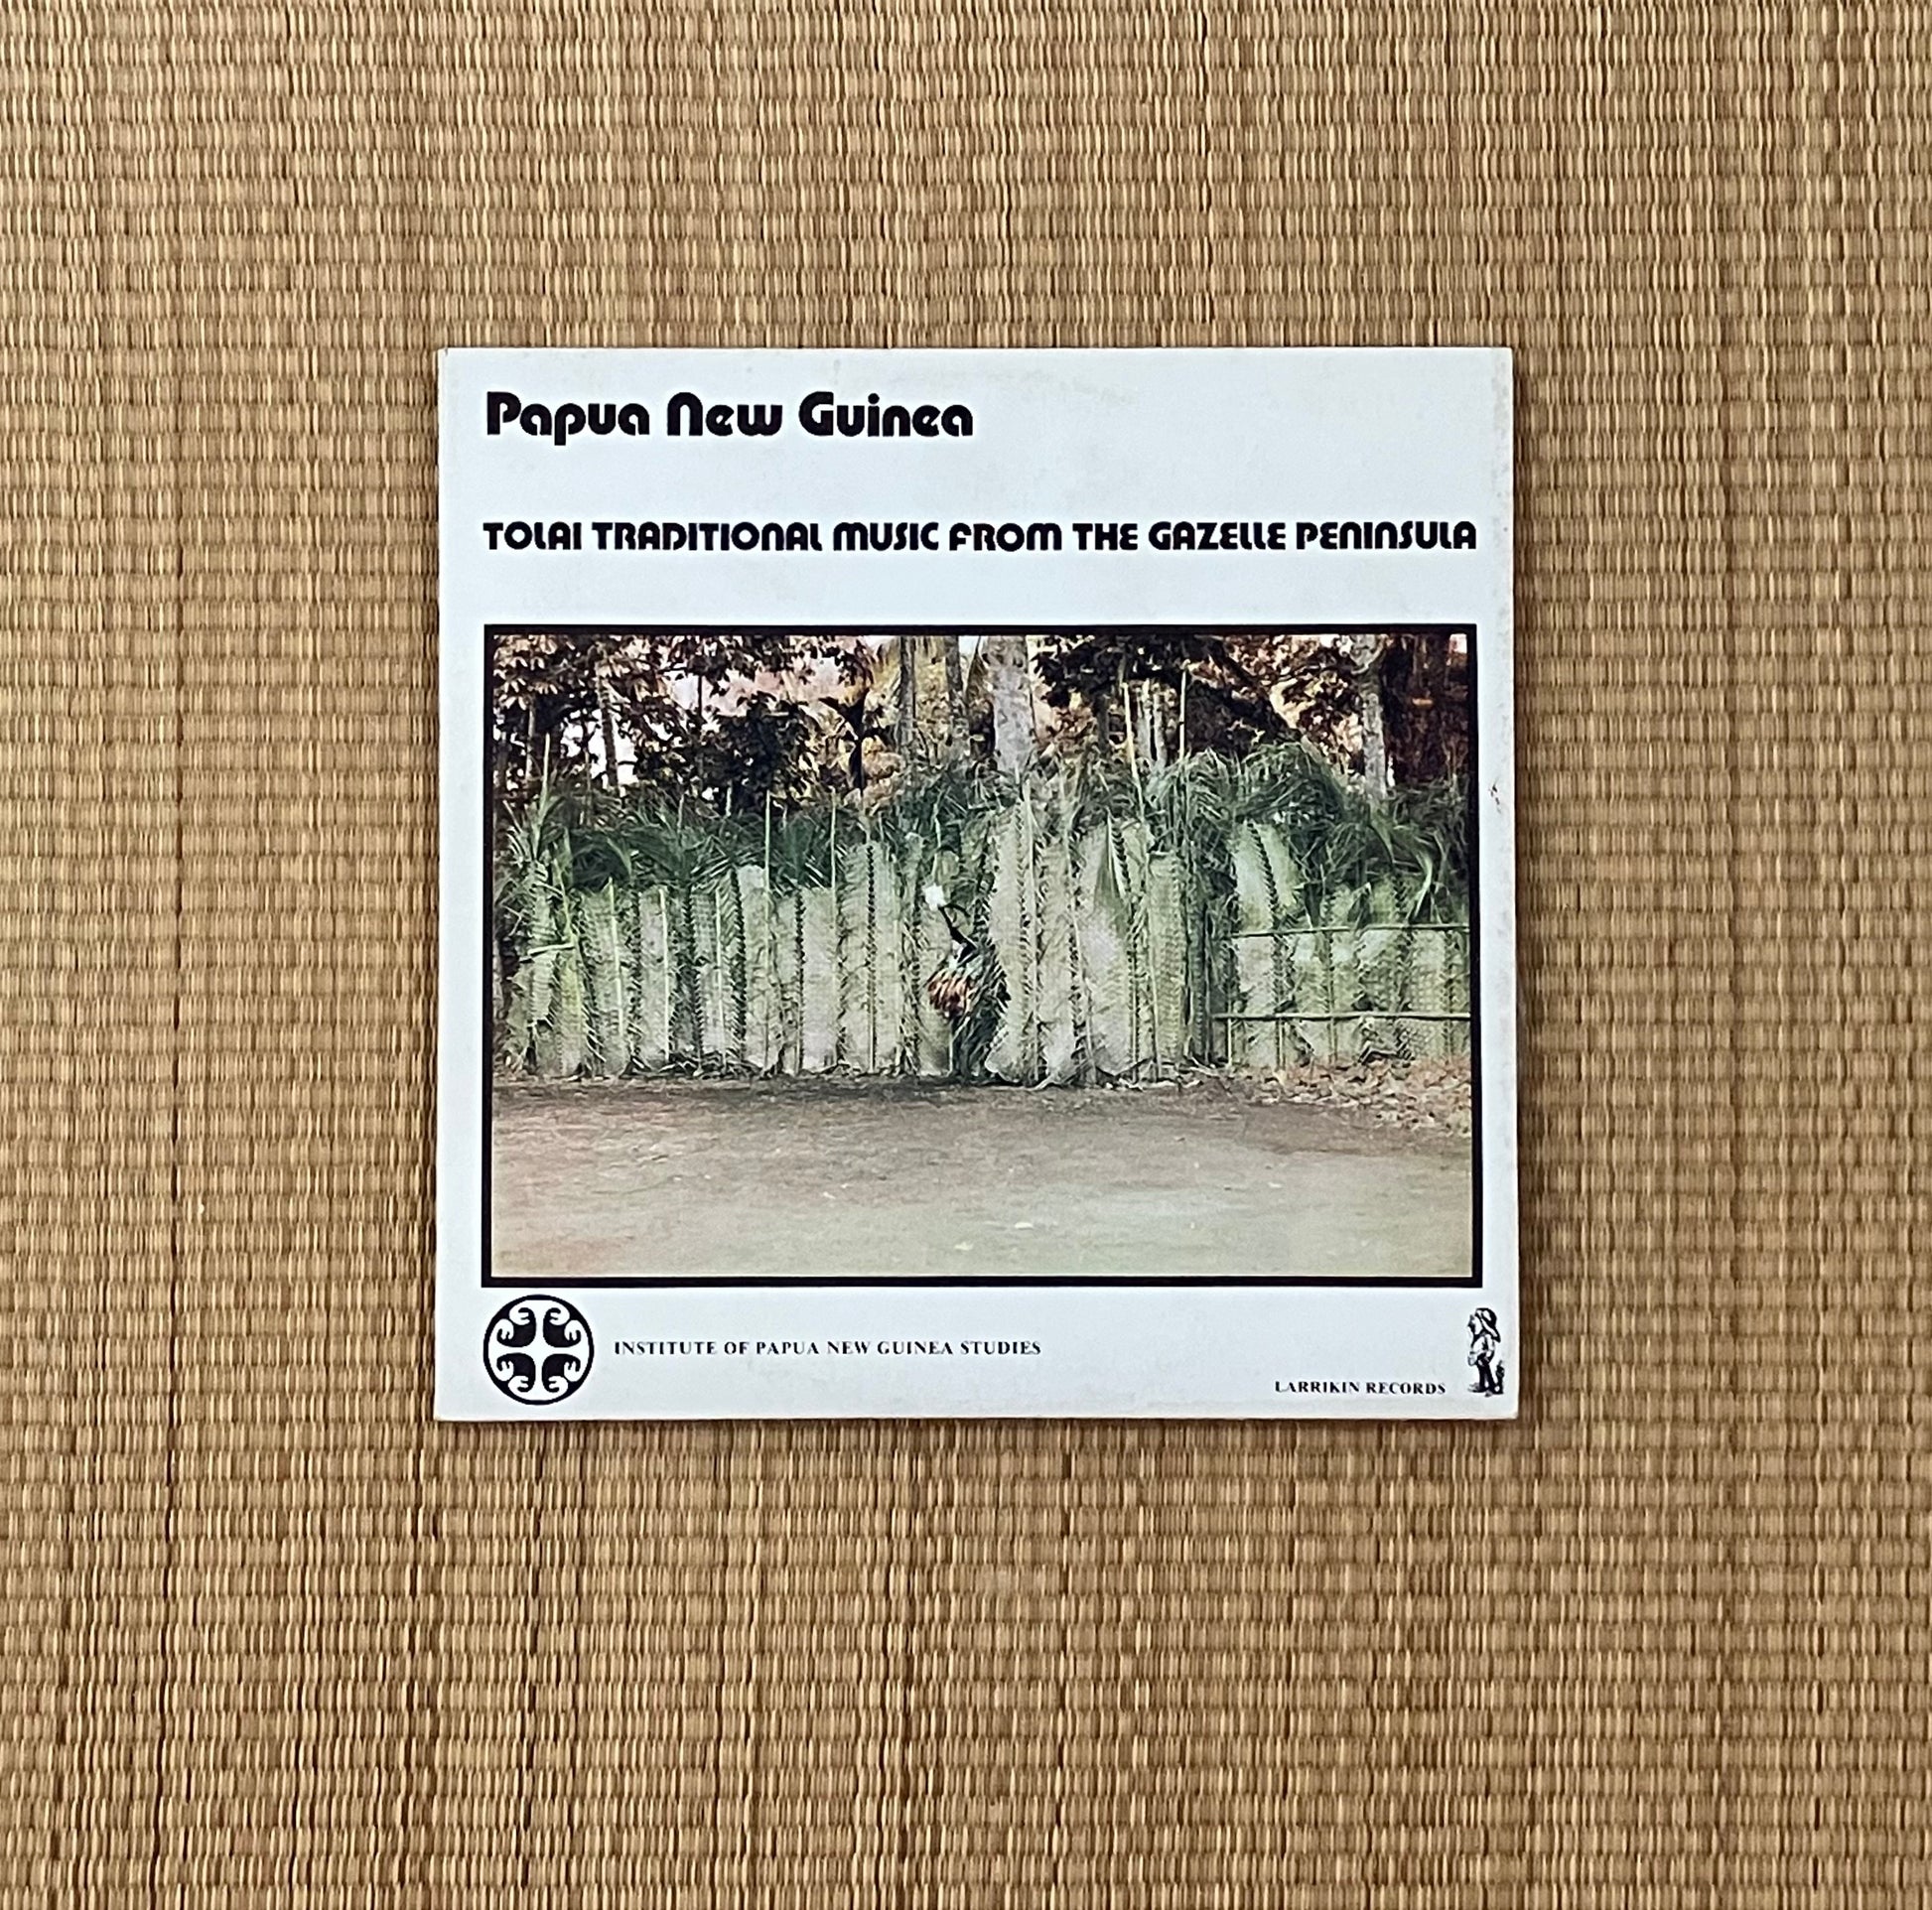 Papua New Guinea
TOLAI TRADITIONAL MUSIC FROM THE GAZELLE PENINSULA
INSTITUTE OF PAPUA NEW GUINEA STUDIES
LARRIKIN RECORDS